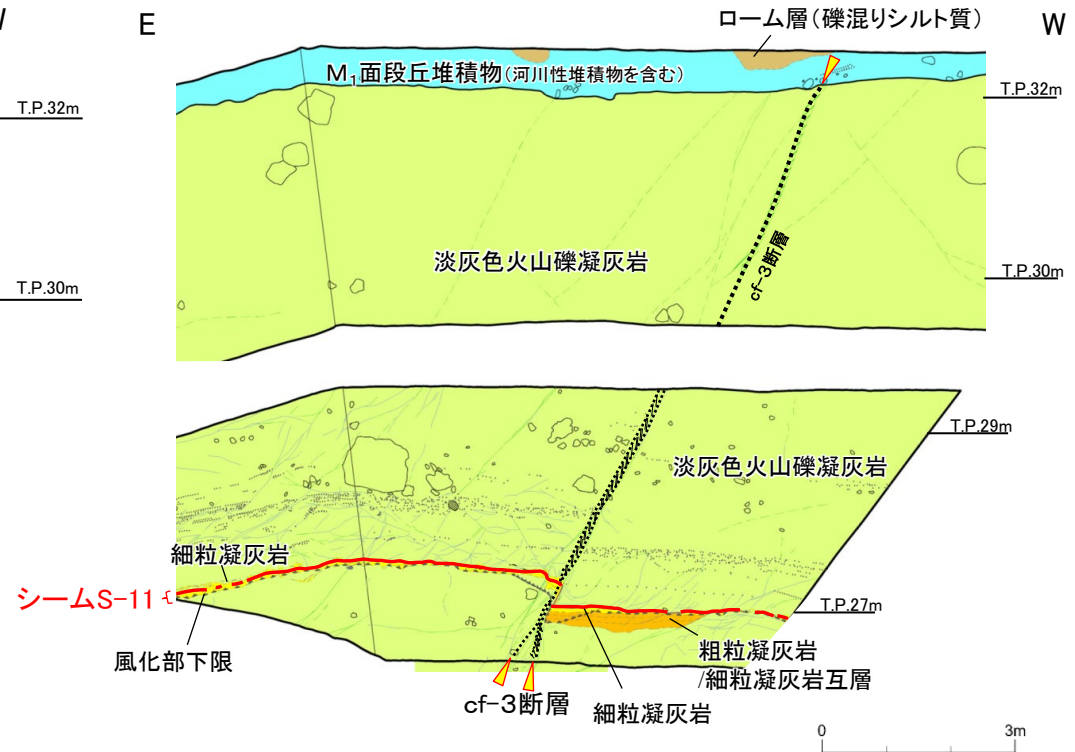 E
W
ローム層(礫混りシルト質)
M₁面段丘堆積物(河川性堆積物を含む)
T.P.32m
T.P.32m
淡灰色火山礫凝灰岩
cf-3断層
T.P.30m
T.P.30m
T.P.29m
淡灰色火山礫凝灰岩
細粒凝灰岩
シームS-11
T.P.27m
風化部下限
粗粒凝灰岩
/細粒凝灰岩互層
cf-3断層
細粒凝灰岩
0
3m